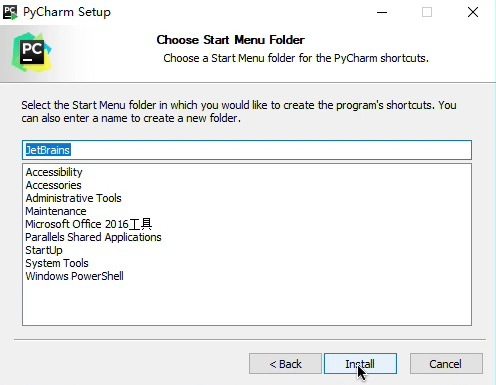 PyCharm Setup
PC
Choose Start Menu Folder
Choose a Start Menu folder for the PyCharm shortcuts.
Select the Start Menu folder in which you would like to create the program's shortcuts. You
can also enter a name to create a new folder.
JetBrains
Accessibility
Accessories
Administrative Tools
Maintenance
Microsoft Office 2016工具
Parallels Shared Applications
StartUp
System Tools
Windows PowerShell
< Back
Install
Cancel